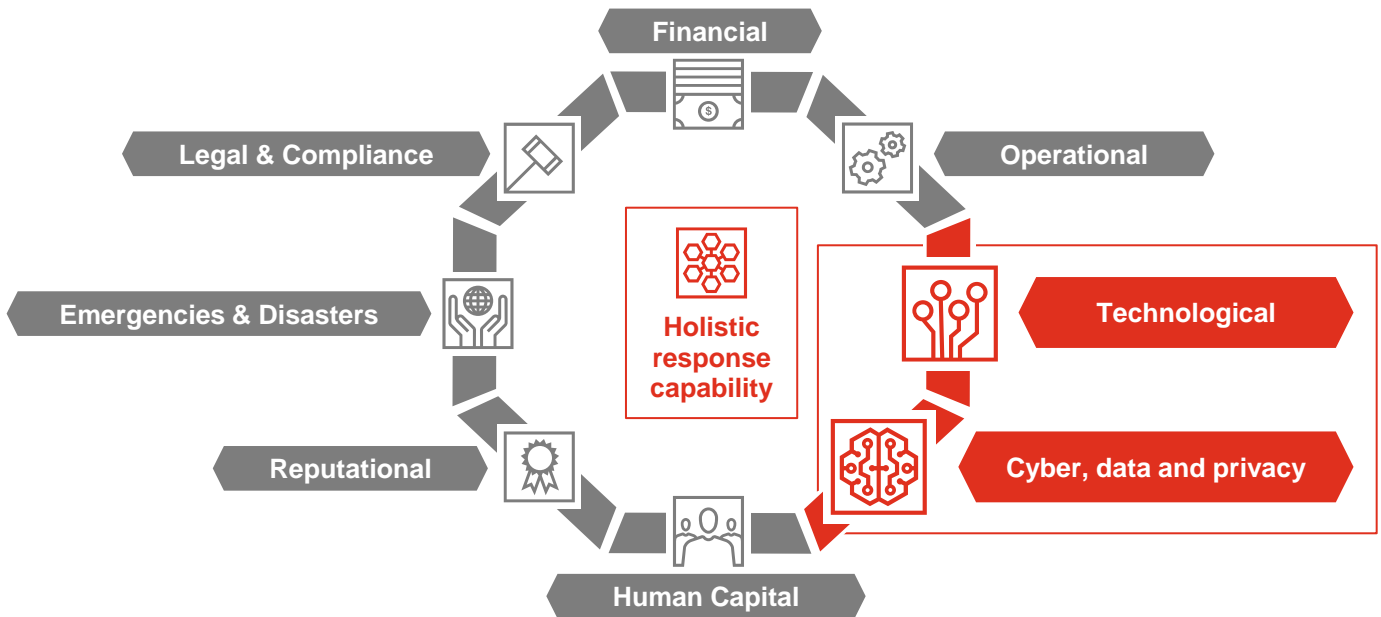 Financial
$
Legal & Compliance
Operational
Holistic
response
capability
Emergencies & Disasters
Technological
Reputational
Cyber, data and privacy
Human Capital